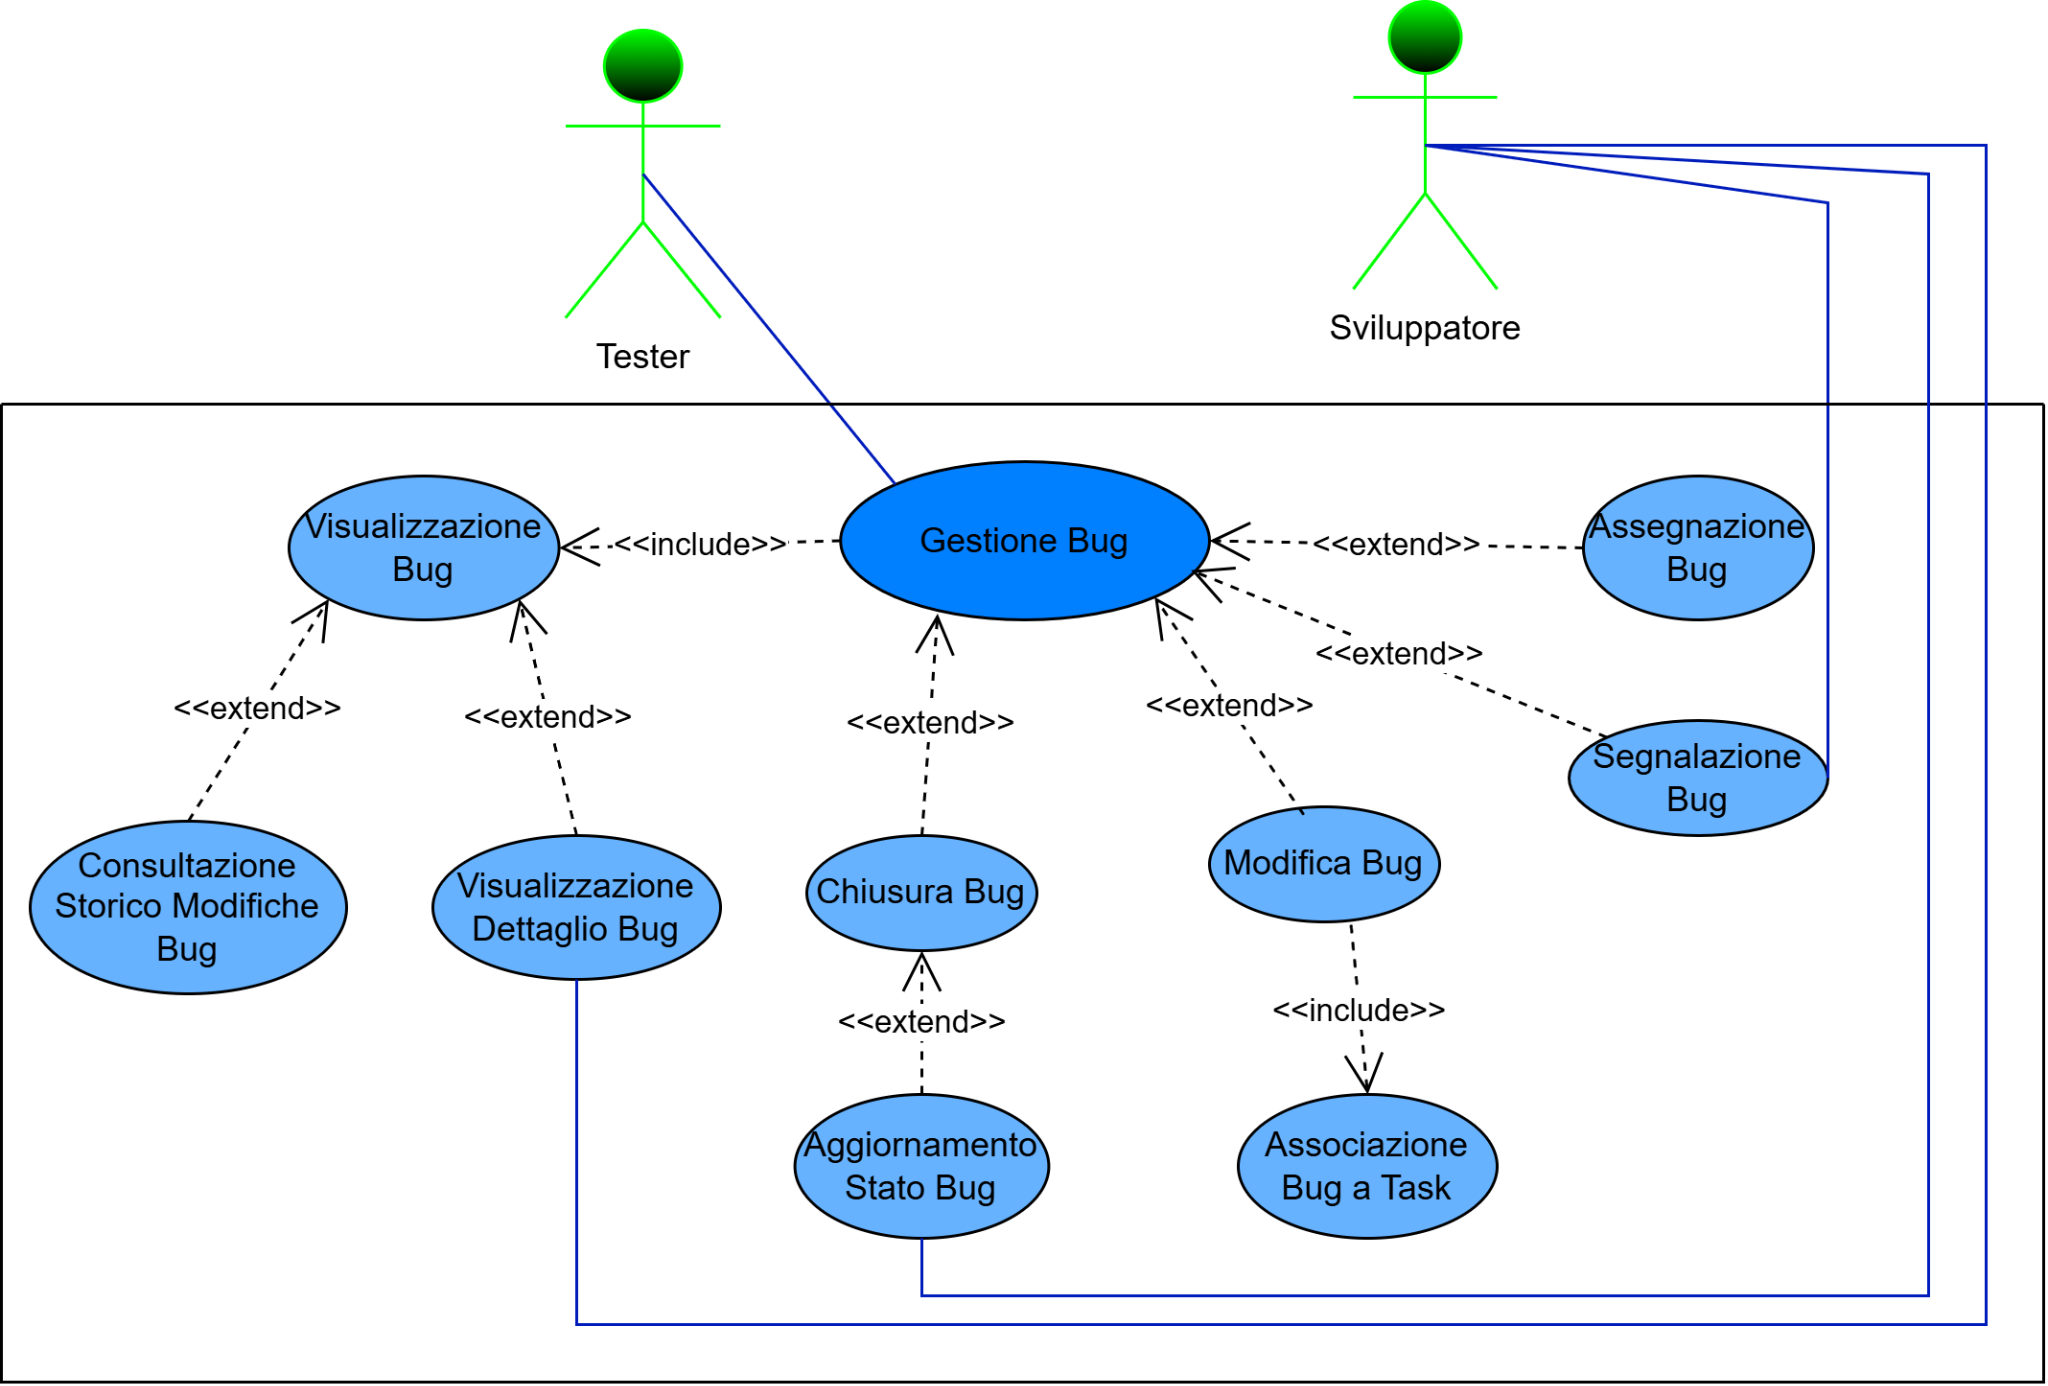 Tester
Sviluppatore
Visualizzazione
Bug
<<include>>
Gestione Bug
<<extend>>
Assegnazione
Bug
<<extend>>
<<extend>>
<<extend>>
<<extend>>
<<extend>>
Segnalazione
Bug
Consultazione
Storico Modifiche
Bug
Visualizzazione
Dettaglio Bug
Chiusura Bug
Modifica Bug
<<extend>>
<<include>>
Aggiornamento
Stato Bug
Associazione
Bug a Task